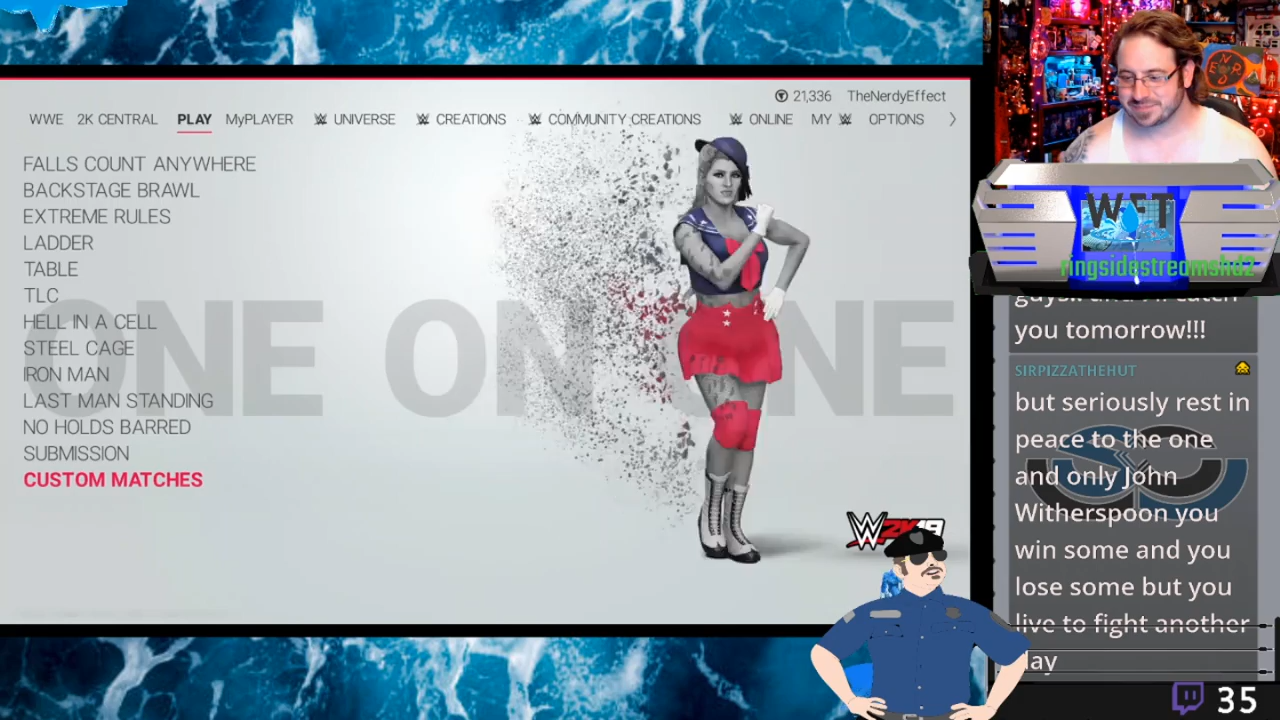 21,336 TheNerdyEffect
WWE 2K CENTRAL PLAY MyPLAYER UNIVERSE CREATIONS COMMUNITY CREATIONS ONLINE MY OPTIONS
FALLS COUNT ANYWHERE
BACKSTAGE BRAWL
EXTREME RULES
LADDER
TABLE
TLC
HELL IN A CELL
STEEL CAGE
IRON MAN
LAST MAN STANDING
NO HOLDS BARRED
SUBMISSION
CUSTOM MATCHES
ONE ON ONE
W2K19
WET
ringsidestreamshd2
you tomorrow!!!
SIRPIZZATHEHUT
but seriously rest in
peace to the one
and only John
Witherspoon you
win some and you
lose some but you
live to fight another
day
35